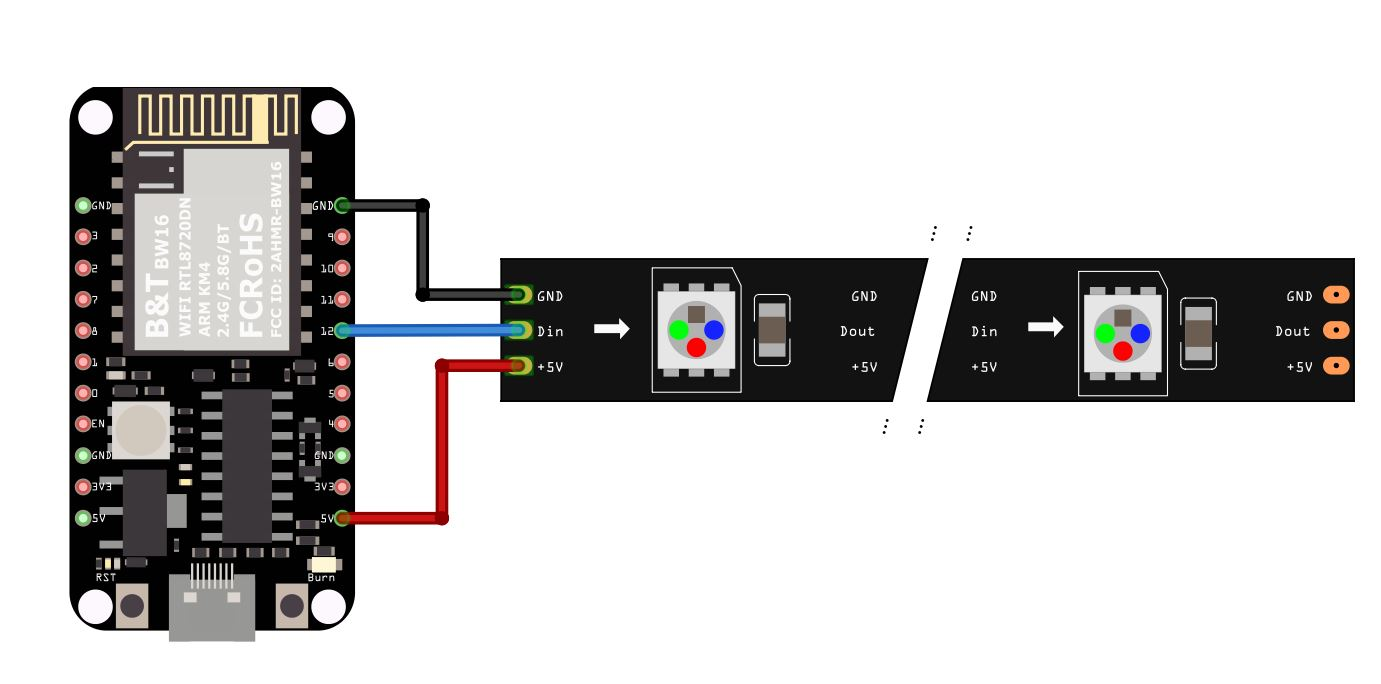 B&T BW16
WIFI RTL8720DN
ARM KM4
2.4G/5.8G/BT
FCRoHS
FCC ID: 2AHMR-BW16
GND
3
2
7
8
1
0
EN
GND
3V3
5V
GND
9
10
11
12
6
5
4
GND
3V3
5V
RST
Burn
GND
Din
+5V
GND
Dout
+5V
GND
Din
+5V
GND
Dout
+5V